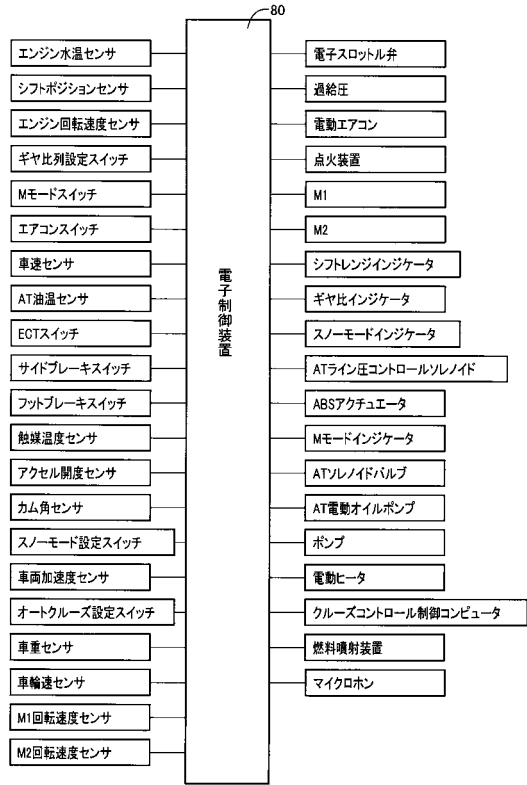 80
エンジン水温センサ
シフトポジションセンサ
エンジン回転速度センサ
ギヤ比列設定スイッチ
Mモードスイッチ
エアコンスイッチ
車速センサ
AT油温センサ
ECTスイッチ
サイドブレーキスイッチ
フットブレーキスイッチ
触媒温度センサ
アクセル開度センサ
カム角センサ
スノーモード設定スイッチ
車両加速度センサ
オートクルーズ設定スイッチ
車重センサ
車輪速センサ
M1回転速度センサ
M2回転速度センサ
電子制御装置
電子スロットル弁
過給圧
電動エアコン
点火装置
M1
M2
シフトレンジインジケータ
ギヤ比インジケータ
スノーモードインジケータ
ATライン圧コントロールソレノイド
ABSアクチュエータ
Mモードインジケータ
ATソレノイドバルブ
AT電動オイルポンプ
ポンプ
電動ヒータ
クルーズコントロール制御コンピュータ
燃料噴射装置
マイクロホン